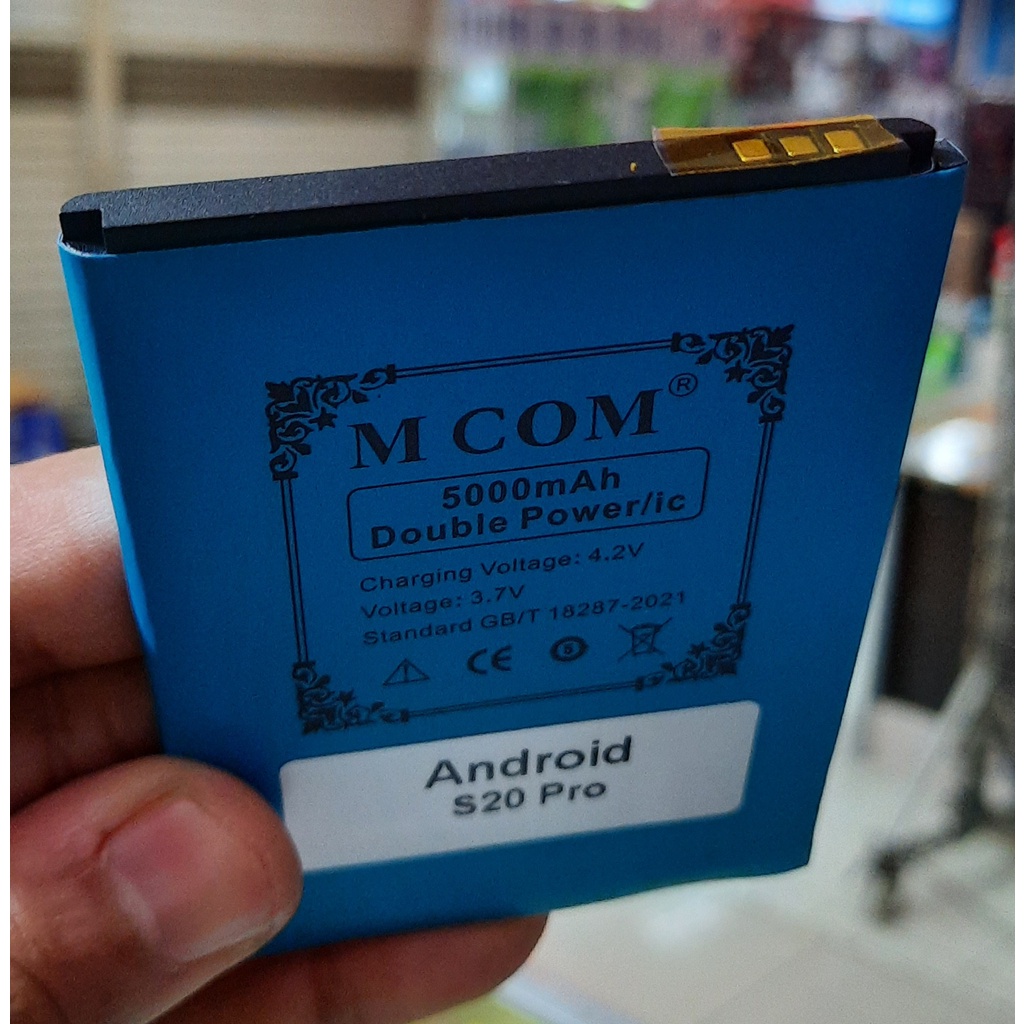 M COM®
5000mAh
Double Power/ic
Charging Voltage: 4.2V
Voltage: 3.7V
Standard GB/T 18287-2021
CE
Android
S20 Pro